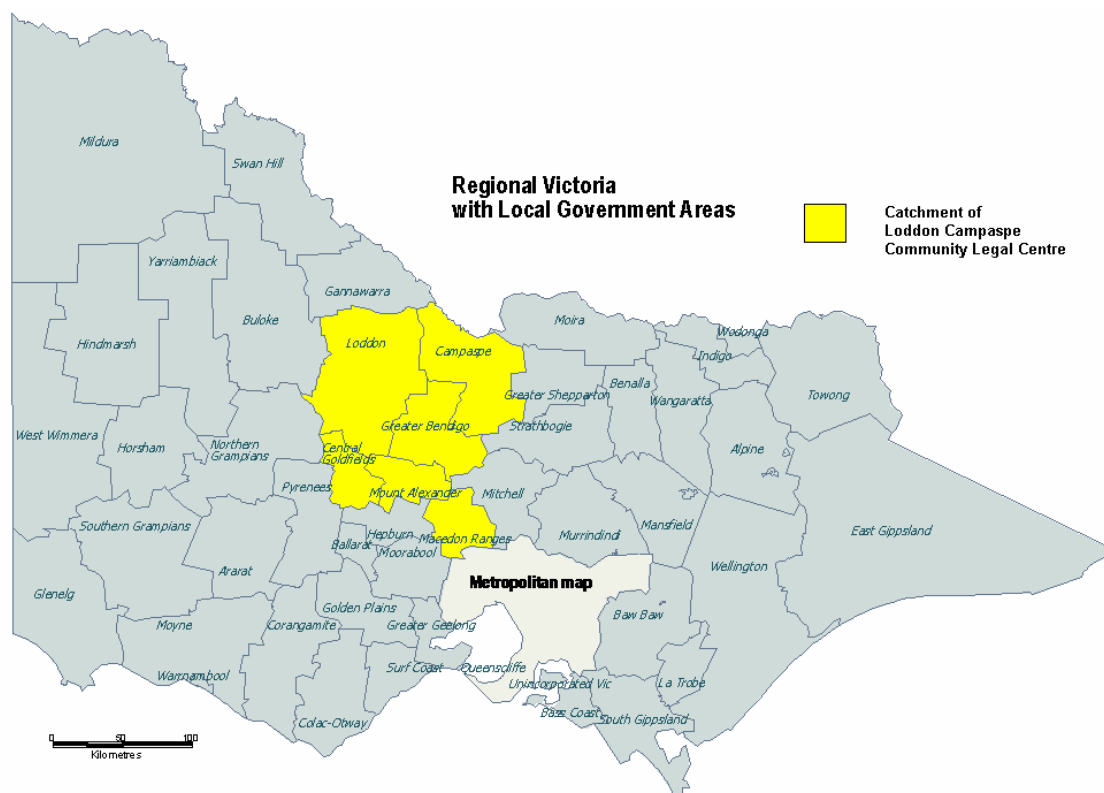 Mildura
Swan Hill
Regional Victoria
with Local Government Areas
Catchment of
Loddon Campaspe
Community Legal Centre
Yarriambiack
Gannawarra
Buloke
Moira
Wodonga
Hindmarsh
Loddon
Campaspe
Indigo
Benalla
Greater Shepparton
Wangaratta
Towong
West Wimmera
Horsham
Northern
Grampians
Greater Bendigo
Strathbogie
Central
Goldfields
Alpine
Pyrenees
Mount Alexander
Mitchell
Southern Grampians
Mansfield
East Gippsland
Hepburn
Macedon Ranges
Murrindindi
Ballarat
Moorabool
Ararat
Glenelg
Metropolitan map
Wellington
Golden Plains
Baw Baw
Moyne
Corangamite
Greater Geelong
Warrnambool
Surf Coast
Queenscliffe
Unincorporated Vic
La Trobe
Colac-Otway
Bass Coast
South Gippsland
0 50 100
Kilometres